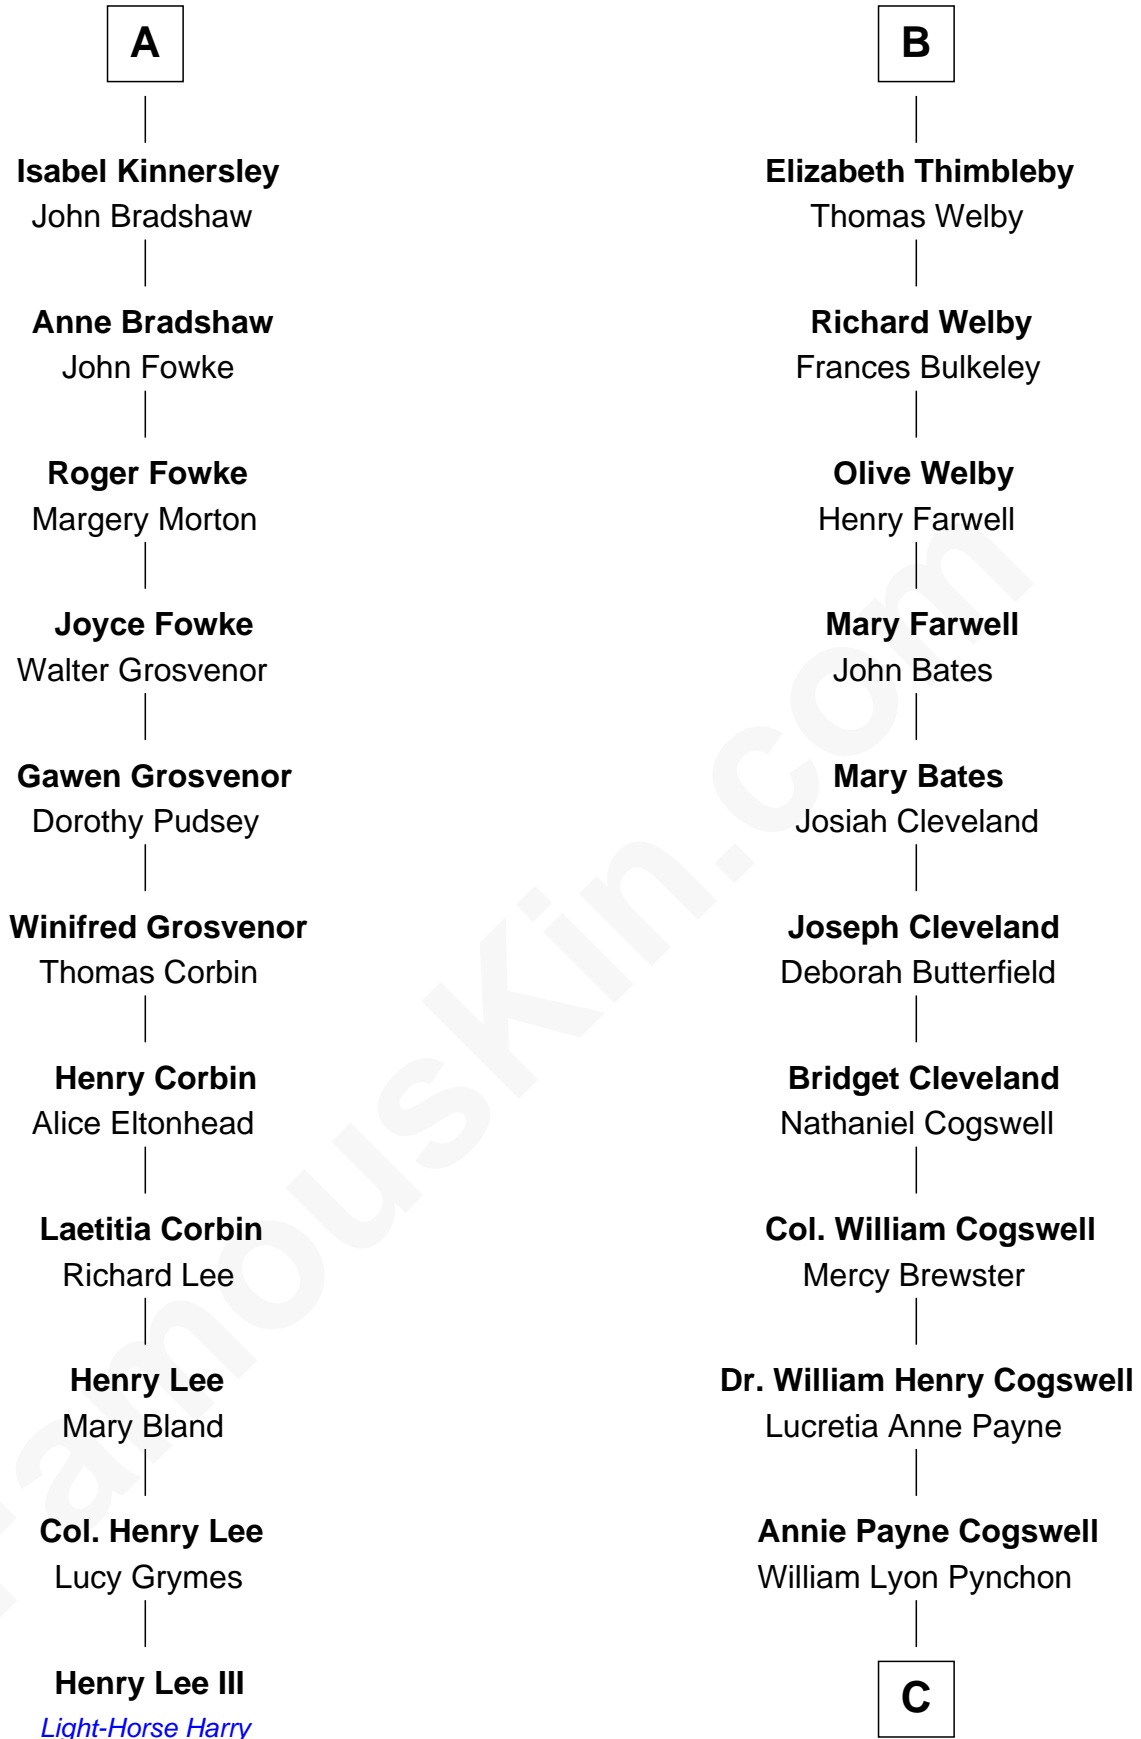 A
Isabel Kinnersley
John Bradshaw
Anne Bradshaw
John Fowke
Roger Fowke
Margery Morton
Joyce Fowke
Walter Grosvenor
Gawen Grosvenor
Dorothy Pudsey
Winifred Grosvenor
Thomas Corbin
Henry Corbin
Alice Eltonhead
Laetitia Corbin
Richard Lee
Henry Lee
Mary Bland
Col. Henry Lee
Lucy Grymes
Henry Lee III
Light-Horse Harry
B
Elizabeth Thimbleby
Thomas Welby
Richard Welby
Frances Bulkeley
Olive Welby
Henry Farwell
Mary Farwell
John Bates
Mary Bates
Josiah Cleveland
Joseph Cleveland
Deborah Butterfield
Bridget Cleveland
Nathaniel Cogswell
Col. William Cogswell
Mercy Brewster
Dr. William Henry Cogswell
Lucretia Anne Payne
Annie Payne Cogswell
William Lyon Pynchon
C
FamousKin.com